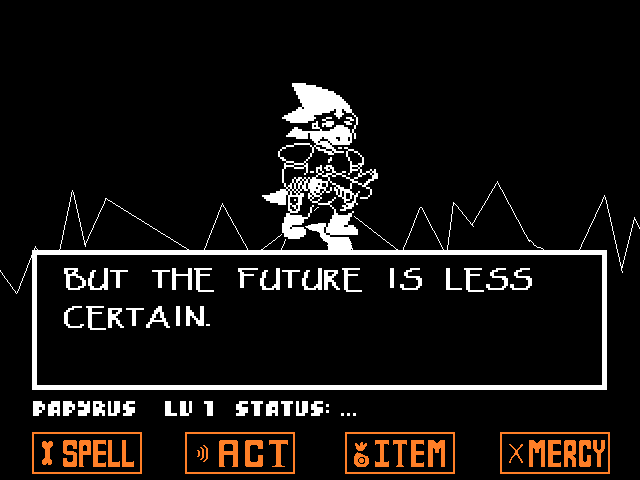 BUT THE FUTURE IS LESS
CERTAIN.
PAPYRUS LV 1 STATUS: ...
SPELL ACT ITEM MERCY